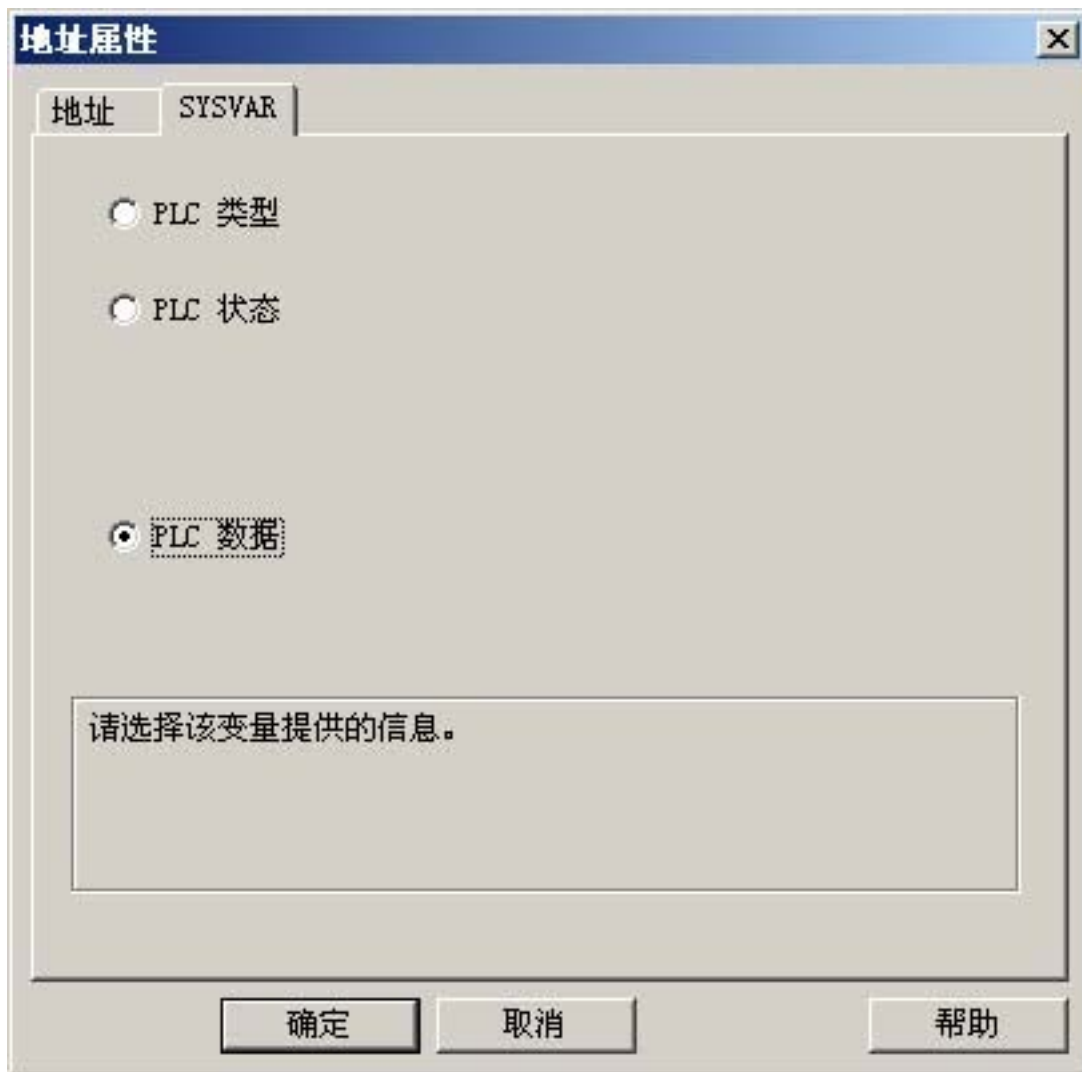 地址属性
地址 SYSVAR
PLC 类型
PLC 状态
PLC 数据
请选择该变量提供的信息。
确定 取消 帮助